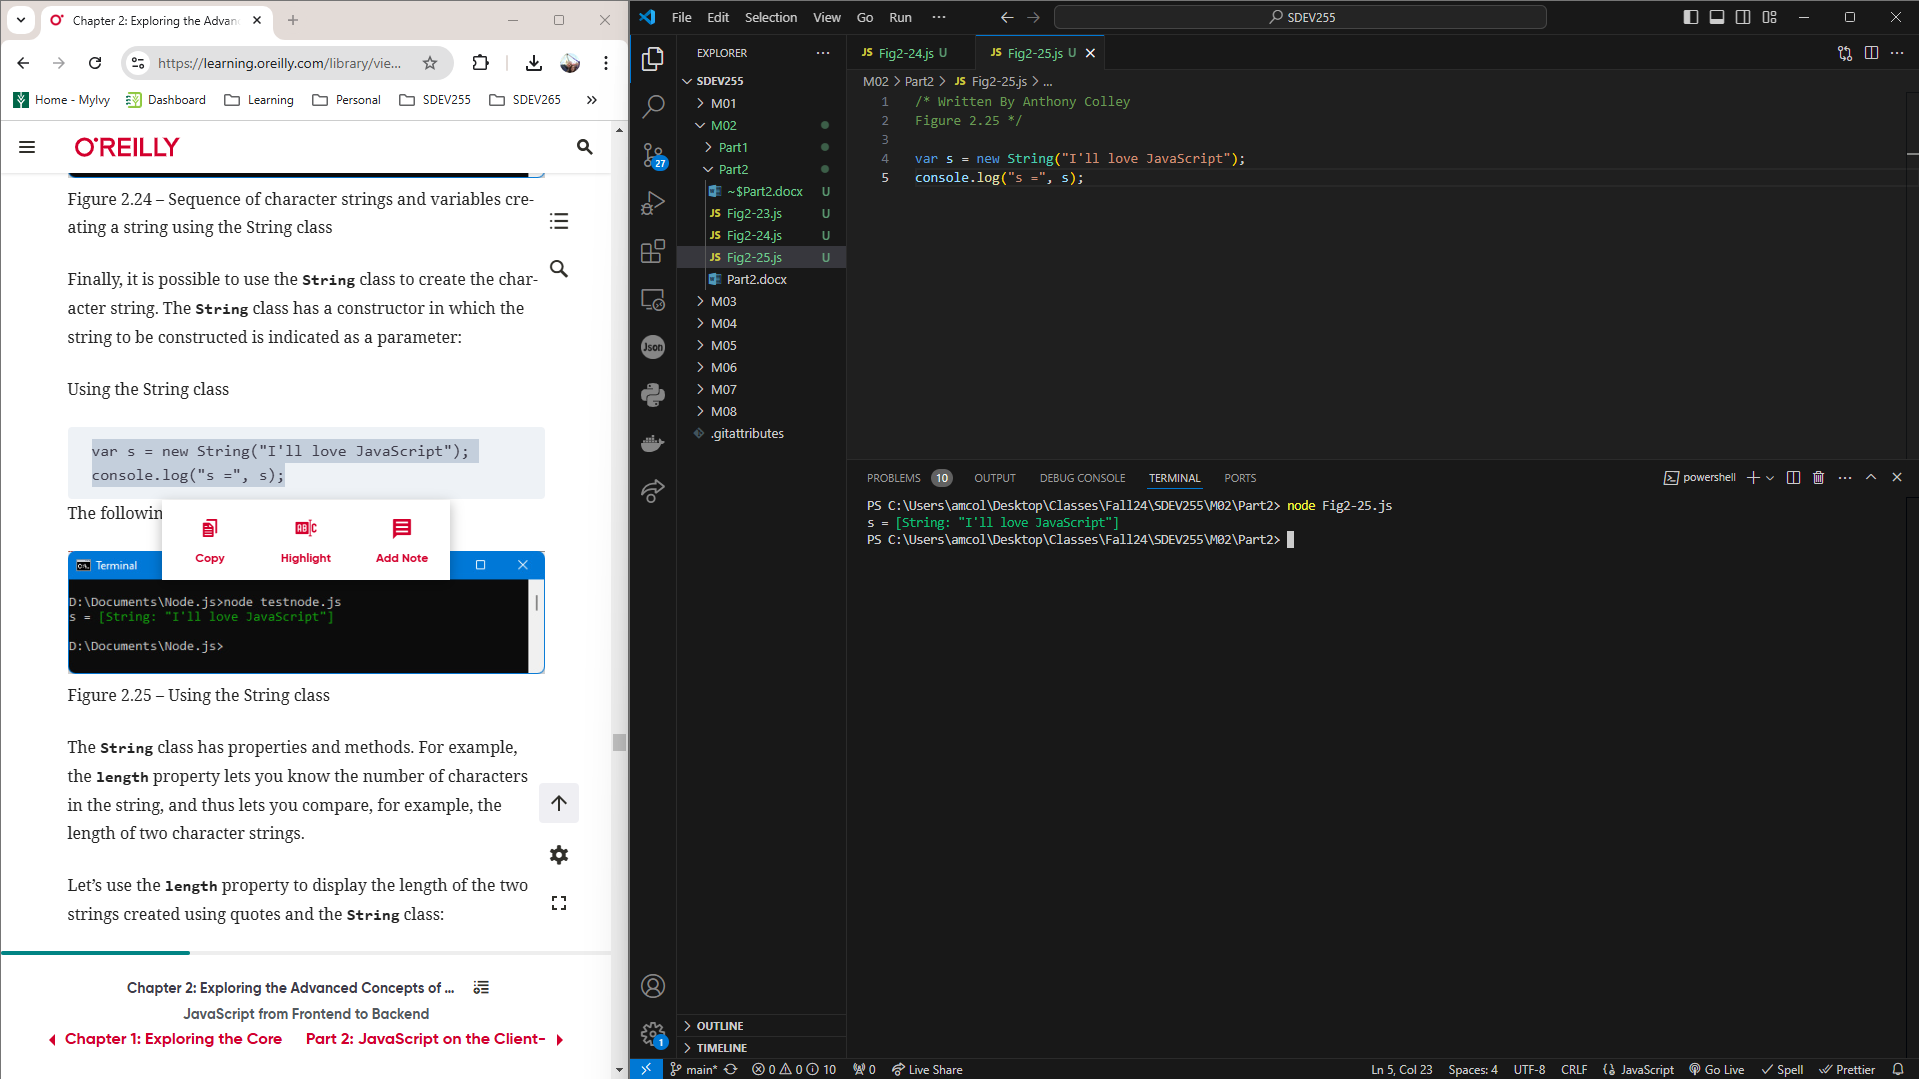 Chapter 2: Exploring the Advan
https://learning.oreilly.com/library/vie...
Home - MyIvy
Dashboard
Learning
Personal
SDEV255
SDEV265
O'REILLY
Figure 2.24 – Sequence of character strings and variables cre-
ating a string using the String class
Finally, it is possible to use the String class to create the char-
acter string. The String class has a constructor in which the
string to be constructed is indicated as a parameter:
Using the String class
var s = new String("I'll love JavaScript");
console.log("s =", s);
The followin
Copy
Highlight
Add Note
Terminal
D:\Documents\Node.js>node testnode.js
s = [String: "I'll love JavaScript"]
D:\Documents\Node.js>
Figure 2.25 – Using the String class
The String class has properties and methods. For example,
the length property lets you know the number of characters
in the string, and thus lets you compare, for example, the
length of two character strings.
Let’s use the length property to display the length of the two
strings created using quotes and the String class:
Chapter 2: Exploring the Advanced Concepts of ...
JavaScript from Frontend to Backend
Chapter 1: Exploring the Core
Part 2: JavaScript on the Client-
File Edit Selection View Go Run ...
SDEV255
EXPLORER
SDEV255
M01
M02
Part1
Part2
~$Part2.docx U
JS Fig2-23.js U
JS Fig2-24.js U
JS Fig2-25.js U
Part2.docx
M03
M04
M05
M06
M07
M08
.gitattributes
27
Json
1
OUTLINE
TIMELINE
JS Fig2-24.js U
JS Fig2-25.js U
M02 > Part2 > JS Fig2-25.js > ...
1 /* Written By Anthony Colley
2 Figure 2.25 */
3
4 var s = new String("I'll love JavaScript");
5 console.log("s =", s);
PROBLEMS 10 OUTPUT DEBUG CONSOLE TERMINAL PORTS
powershell
PS C:\Users\amcol\Desktop\Classes\Fall24\SDEV255\M02\Part2> node Fig2-25.js
s = [String: "I'll love JavaScript"]
PS C:\Users\amcol\Desktop\Classes\Fall24\SDEV255\M02\Part2>
main* 0 0 10 0 Live Share
Ln 5, Col 23 Spaces: 4 UTF-8 CRLF {} JavaScript Go Live Spell Prettier